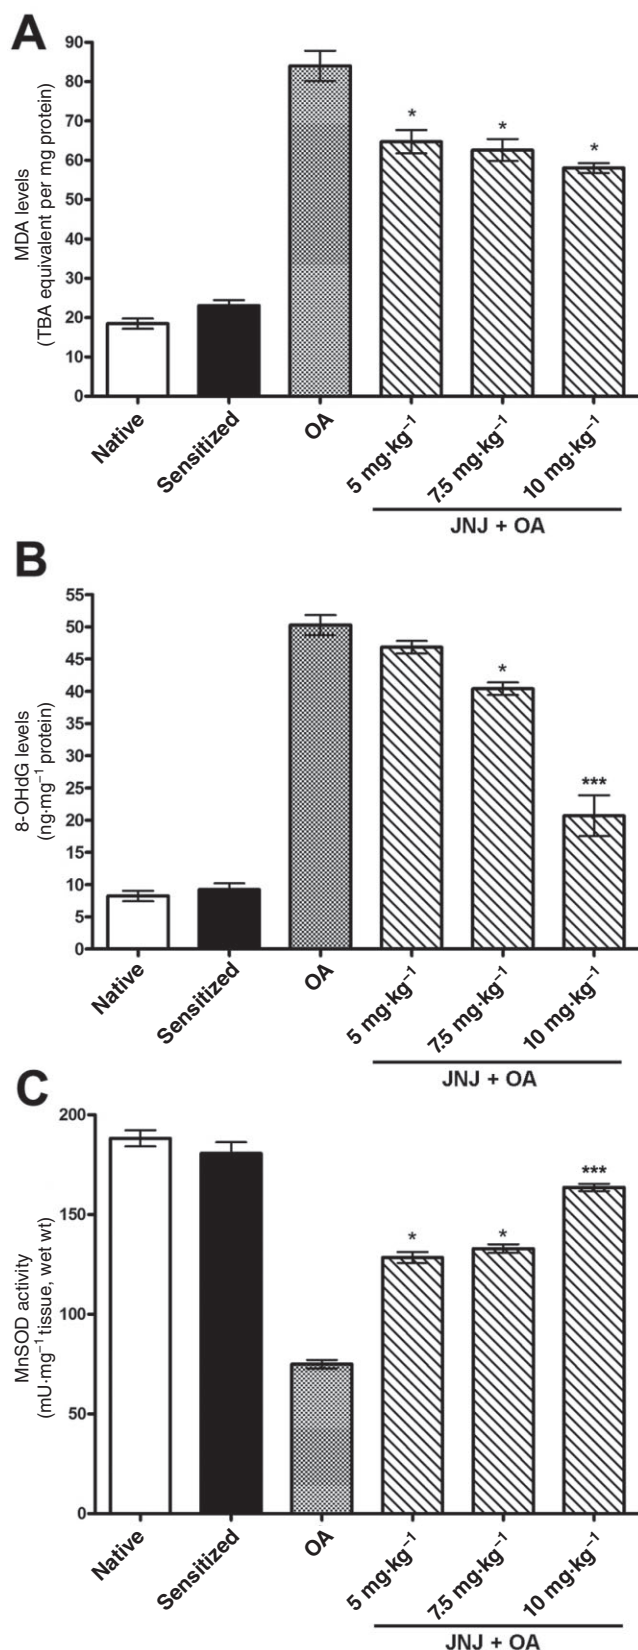 A
MDA levels
(TBA equivalent per mg protein)
90
80
70
60
50
40
30
20
10
0
*
*
*
Native
Sensitized
OA
5 mg·kg⁻¹
7.5 mg·kg⁻¹
10 mg·kg⁻¹
JNJ + OA
B
8-OHdG levels
(ng·mg⁻¹ protein)
55
50
45
40
35
30
25
20
15
10
5
0
*
***
Native
Sensitized
OA
5 mg·kg⁻¹
7.5 mg·kg⁻¹
10 mg·kg⁻¹
JNJ + OA
C
MnSOD activity
(mU·mg⁻¹ tissue, wet wt)
200
150
100
50
0
*
*
***
Native
Sensitized
OA
5 mg·kg⁻¹
7.5 mg·kg⁻¹
10 mg·kg⁻¹
JNJ + OA